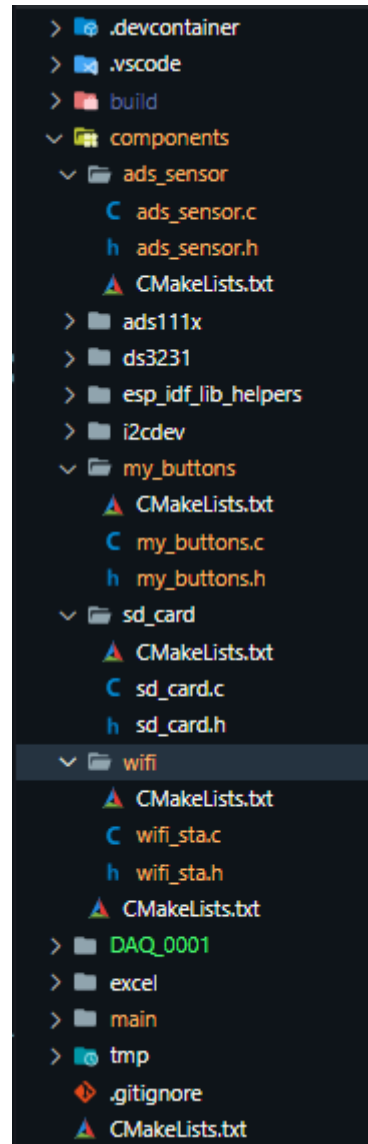 .devcontainer
.vscode
build
components
ads_sensor
C ads_sensor.c
h ads_sensor.h
CMakeLists.txt
ads111x
ds3231
esp_idf_lib_helpers
i2cdev
my_buttons
CMakeLists.txt
C my_buttons.c
h my_buttons.h
sd_card
CMakeLists.txt
C sd_card.c
h sd_card.h
wifi
CMakeLists.txt
C wifi_sta.c
h wifi_sta.h
CMakeLists.txt
DAQ_0001
excel
main
tmp
.gitignore
CMakeLists.txt